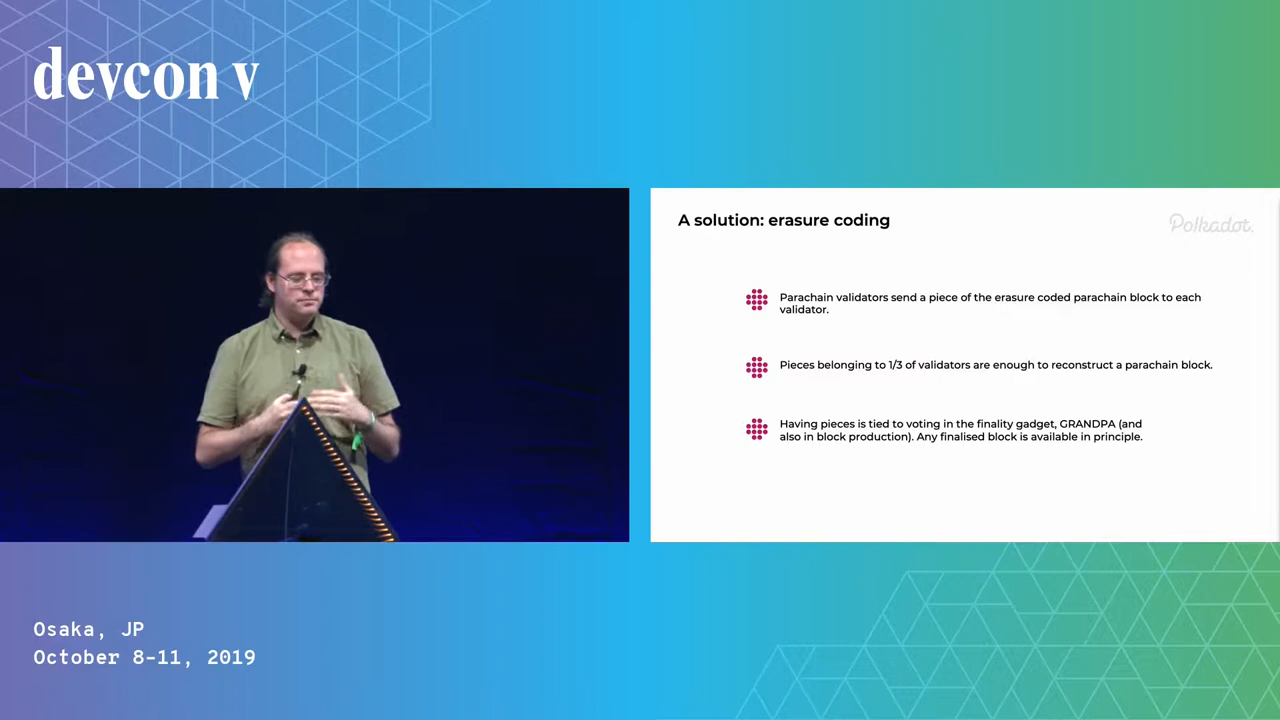 devcon v
A solution: erasure coding
Polkadot.
Parachain validators send a piece of the erasure coded parachain block to each
validator.
Pieces belonging to 1/3 of validators are enough to reconstruct a parachain block.
Having pieces is tied to voting in the finality gadget, GRANDPA (and
also in block production). Any finalised block is available in principle.
Osaka, JP
October 8-11, 2019